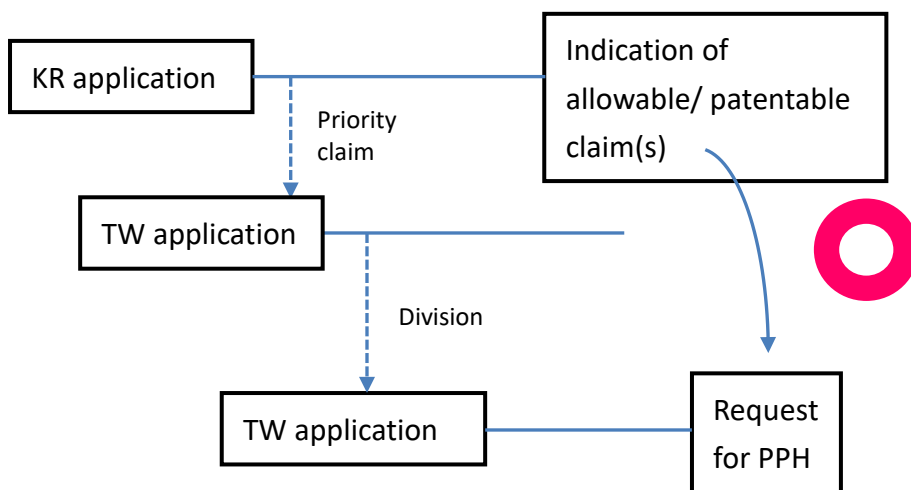 KR application
Indication of
allowable/ patentable
claim(s)
Priority
claim
TW application
Division
TW application
Request
for PPH